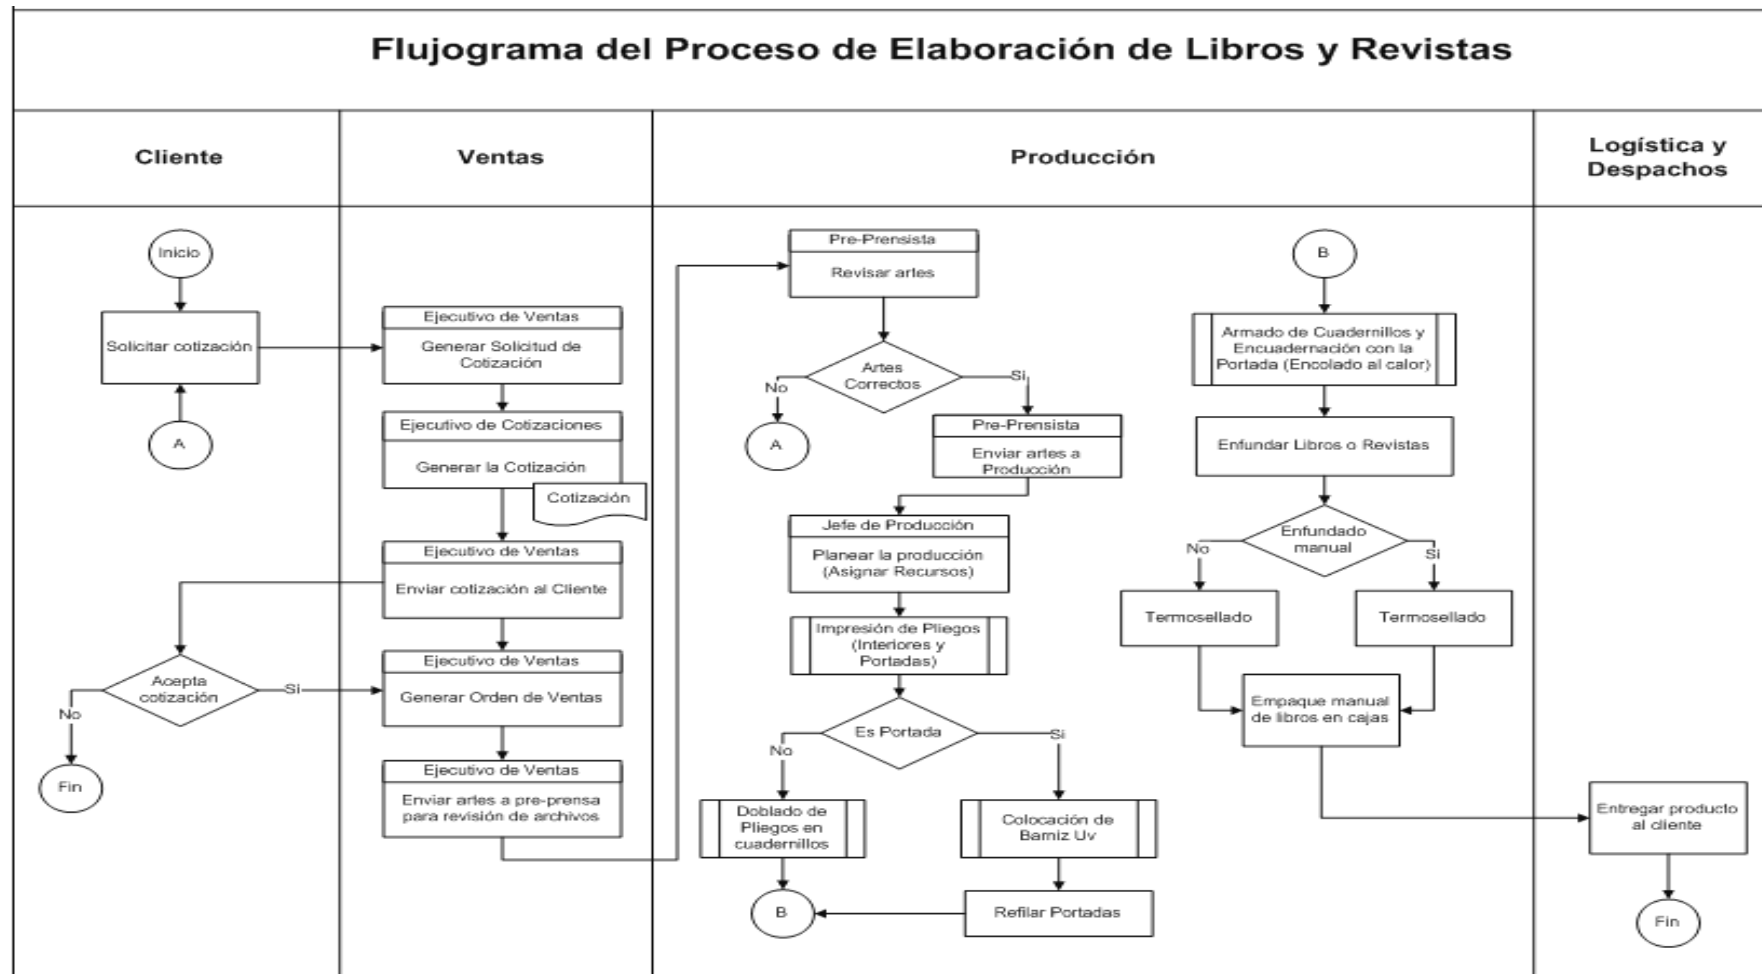 Flujograma del Proceso de Elaboración de Libros y Revistas
Cliente
Ventas
Producción
Logística y
Despachos
Inicio
Solicitar cotización
A
Acepta
cotización
No
Si
Fin
Ejecutivo de Ventas
Generar Solicitud de
Cotización
Ejecutivo de Cotizaciones
Generar la Cotización
Cotización
Ejecutivo de Ventas
Enviar cotización al Cliente
Ejecutivo de Ventas
Generar Orden de Ventas
Ejecutivo de Ventas
Enviar artes a pre-prensa
para revisión de archivos
Pre-Prensista
Revisar artes
Artes
Correctos
No
Si
A
Pre-Prensista
Enviar artes a
Producción
Jefe de Producción
Planear la producción
(Asignar Recursos)
Impresión de Pliegos
(Interiores y
Portadas)
Es Portada
No
Si
Doblado de
Pliegos en
cuadernillos
Colocación de
Barniz Uv
B
Refilar Portadas
B
Armado de Cuadernillos y
Encuadernación con la
Portada (Encolado al calor)
Enfundar Libros o Revistas
Enfundado
manual
No
Si
Termosellado
Termosellado
Empaque manual
de libros en cajas
Entregar producto
al cliente
Fin